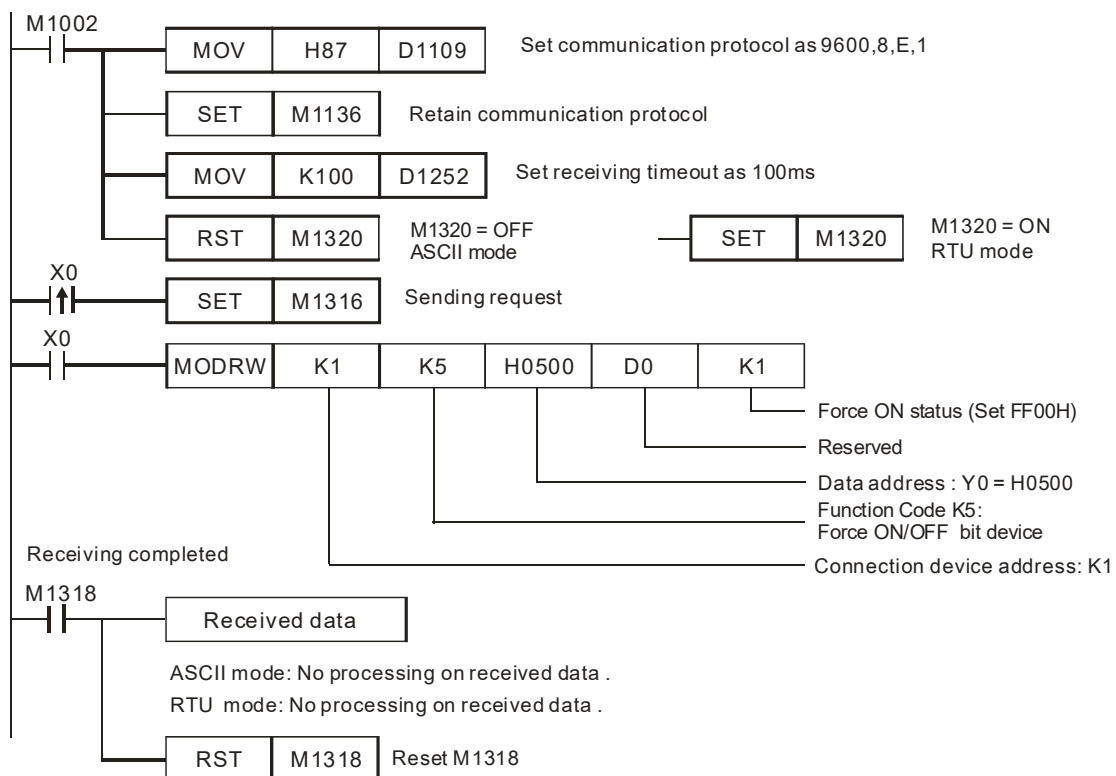 M1002
MOV H87 D1109 Set communication protocol as 9600,8,E,1
SET M1136 Retain communication protocol
MOV K100 D1252 Set receiving timeout as 100ms
RST M1320 M1320 = OFF
ASCII mode
SET M1320 M1320 = ON
RTU mode
X0
SET M1316 Sending request
X0
MODRW K1 K5 H0500 D0 K1
Force ON status (Set FF00H)
Reserved
Data address : Y0 = H0500
Function Code K5:
Force ON/OFF bit device
Connection device address: K1
Receiving completed
M1318
Received data
ASCII mode: No processing on received data .
RTU mode: No processing on received data .
RST M1318 Reset M1318